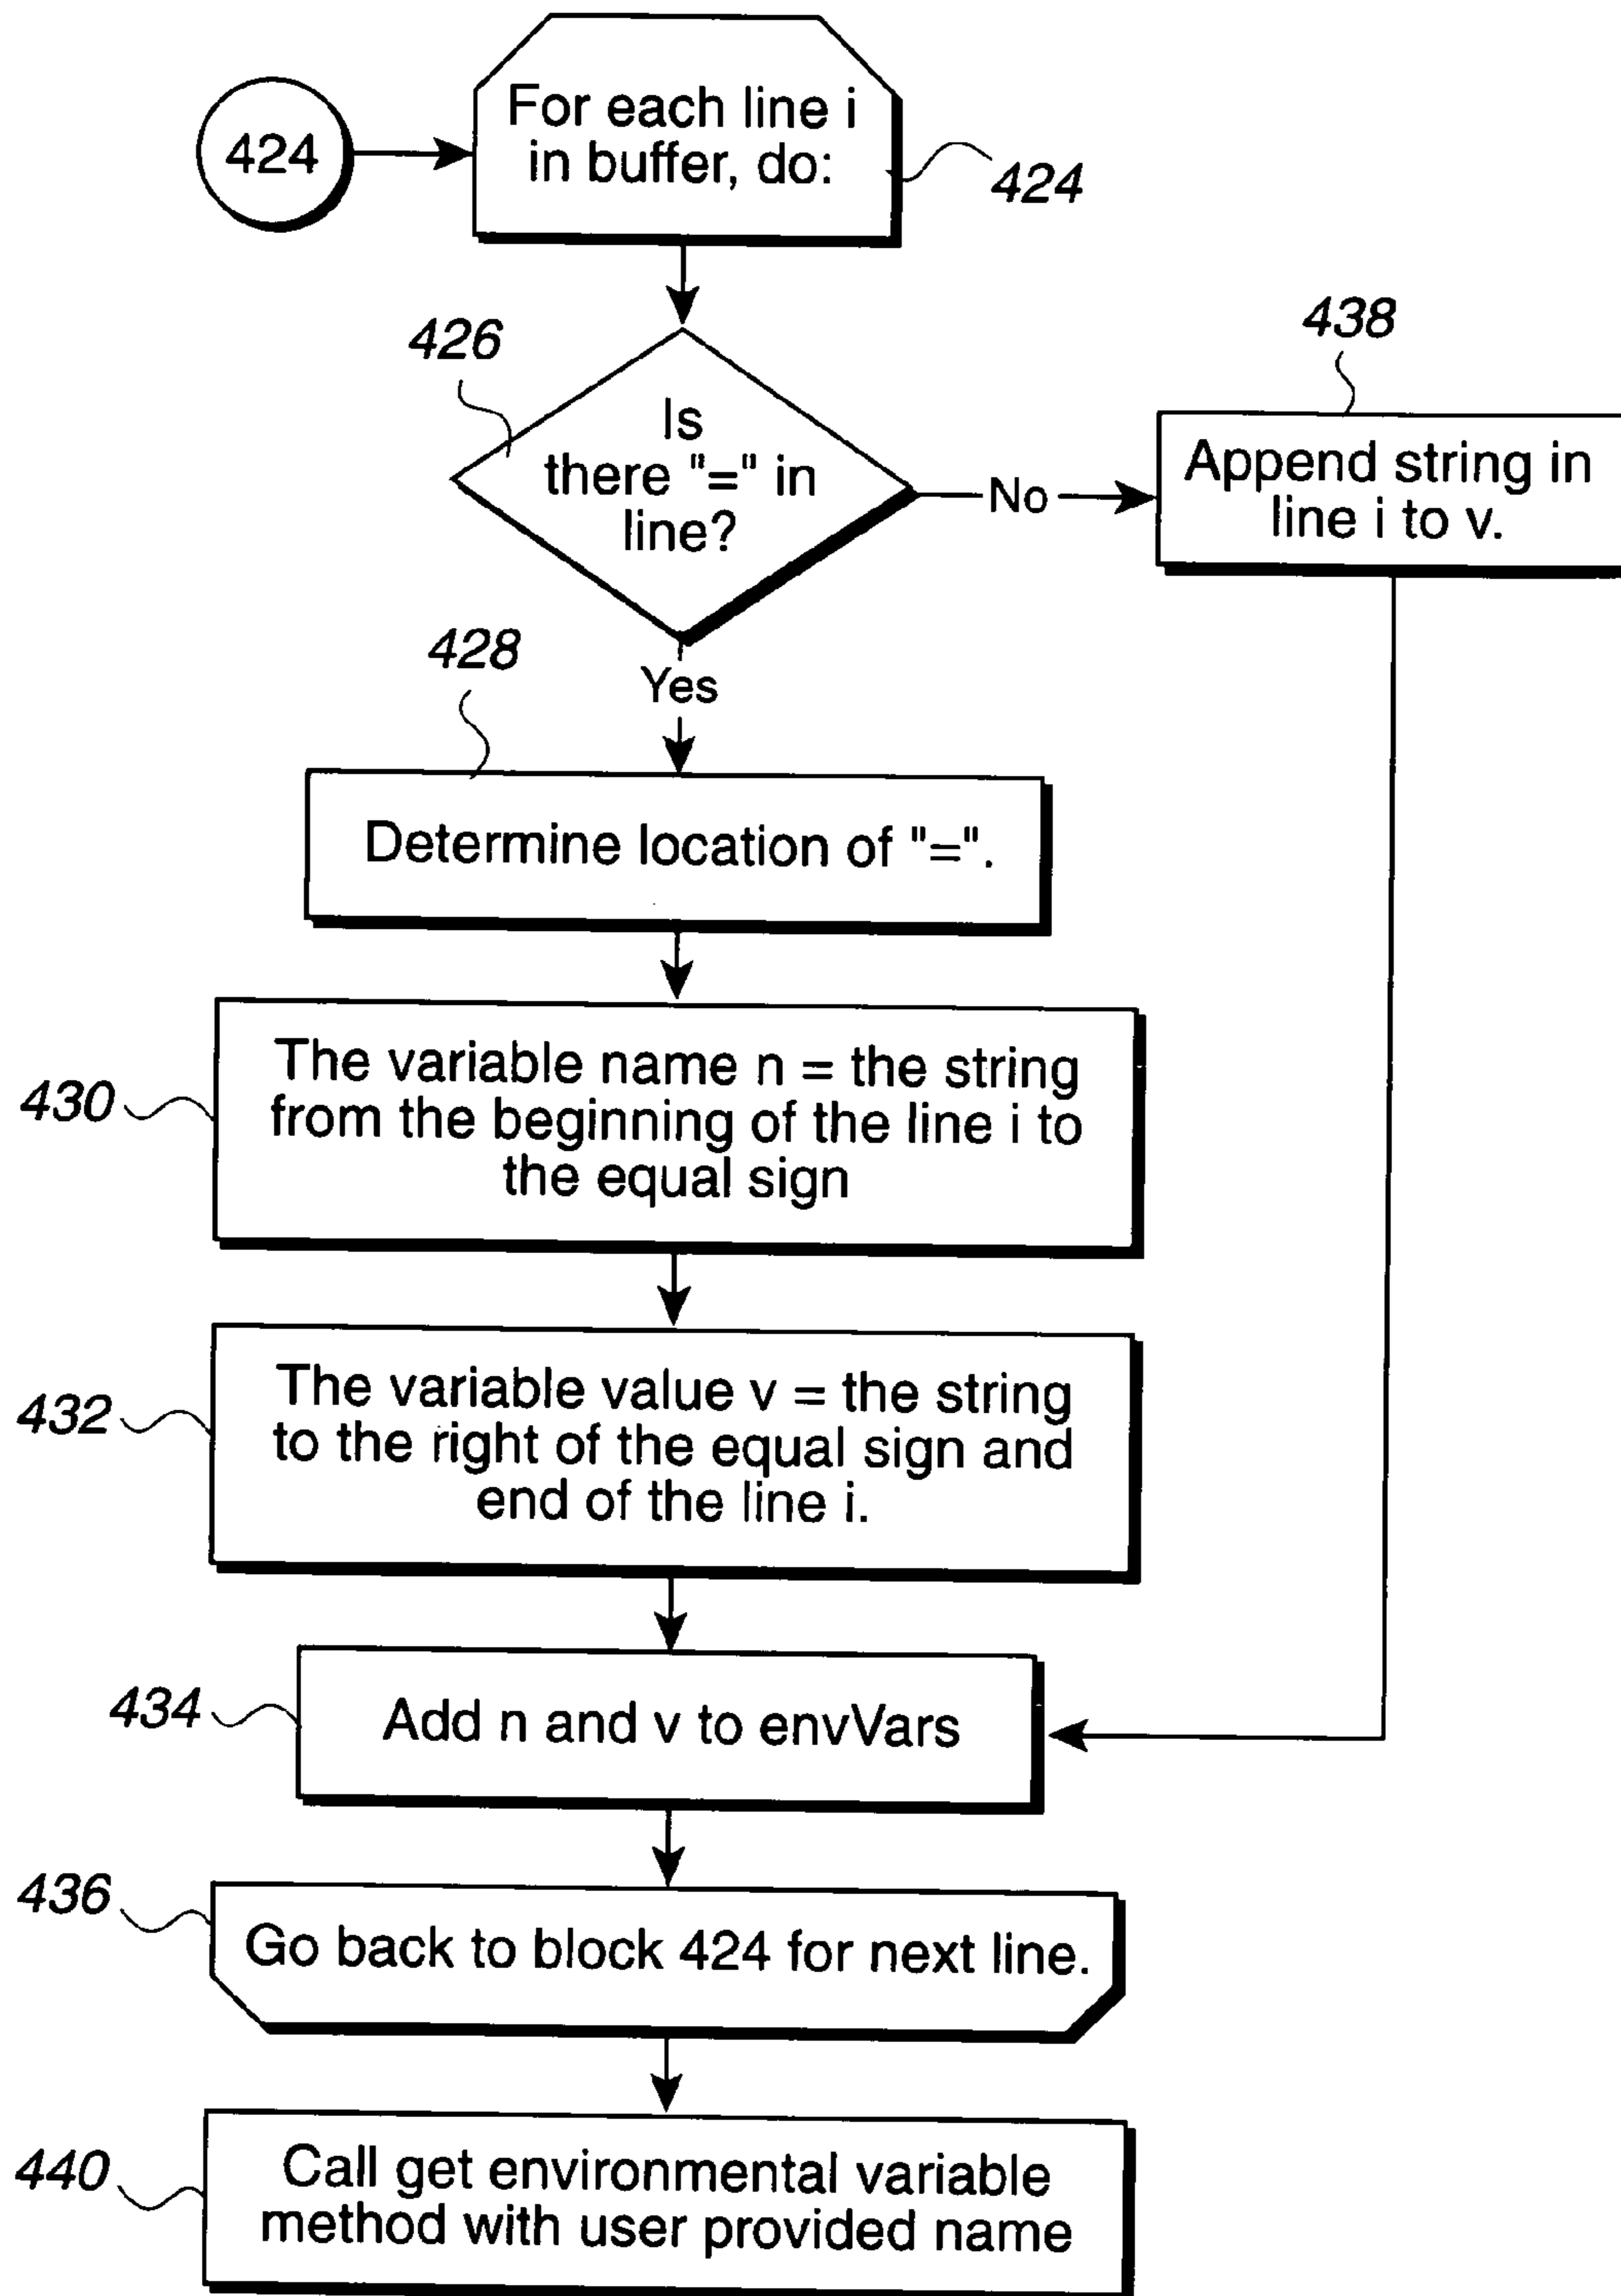 424
For each line i
in buffer, do:
424
426
Is
there "=" in
line?
No
438
Append string in
line i to v.
Yes
428
Determine location of "=".
430
The variable name n = the string
from the beginning of the line i to
the equal sign
432
The variable value v = the string
to the right of the equal sign and
end of the line i.
434
Add n and v to envVars
436
Go back to block 424 for next line.
440
Call get environmental variable
method with user provided name